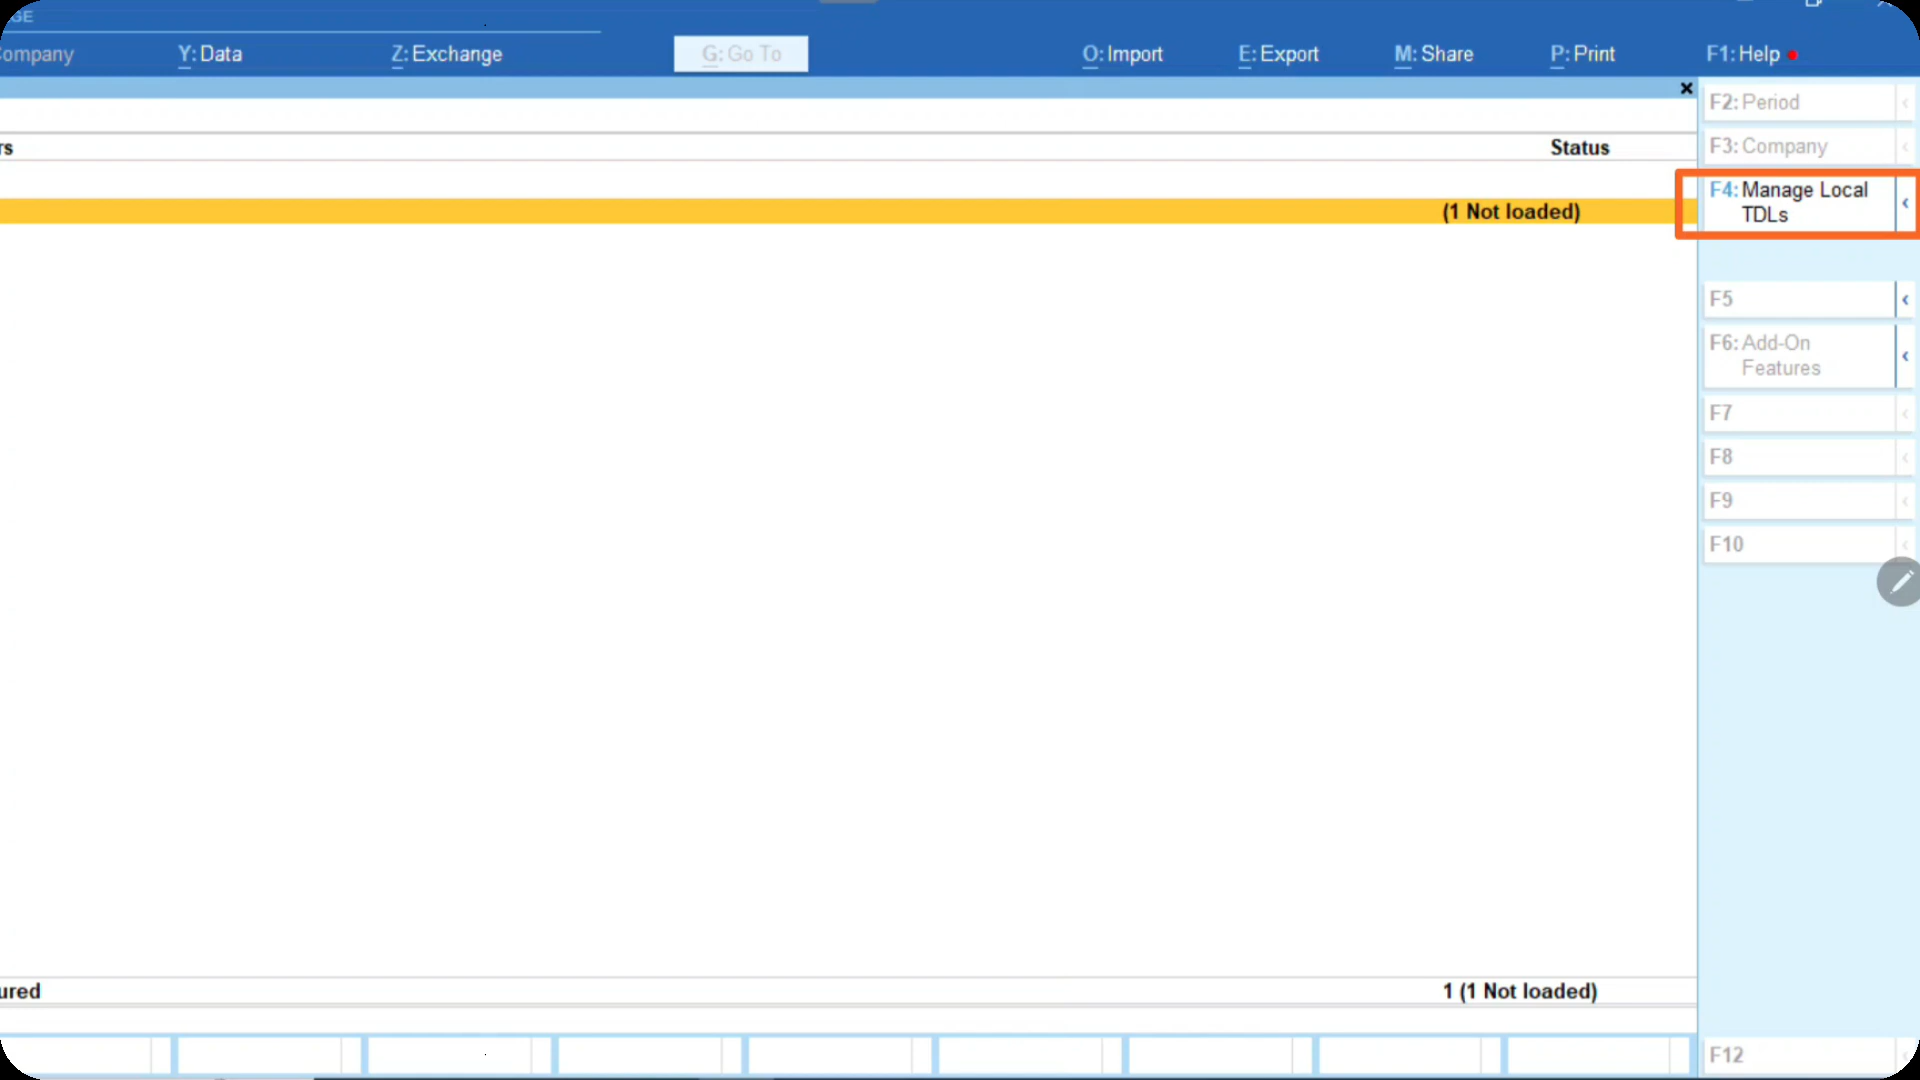 GE
ompany
Y: Data
Z: Exchange
G: Go To
O: Import
E: Export
M: Share
P: Print
F1: Help
F2: Period
F3: Company
rs
Status
F4: Manage Local
TDLs
(1 Not loaded)
F5
F6: Add-On
Features
F7
F8
F9
F10
ured
1 (1 Not loaded)
F12